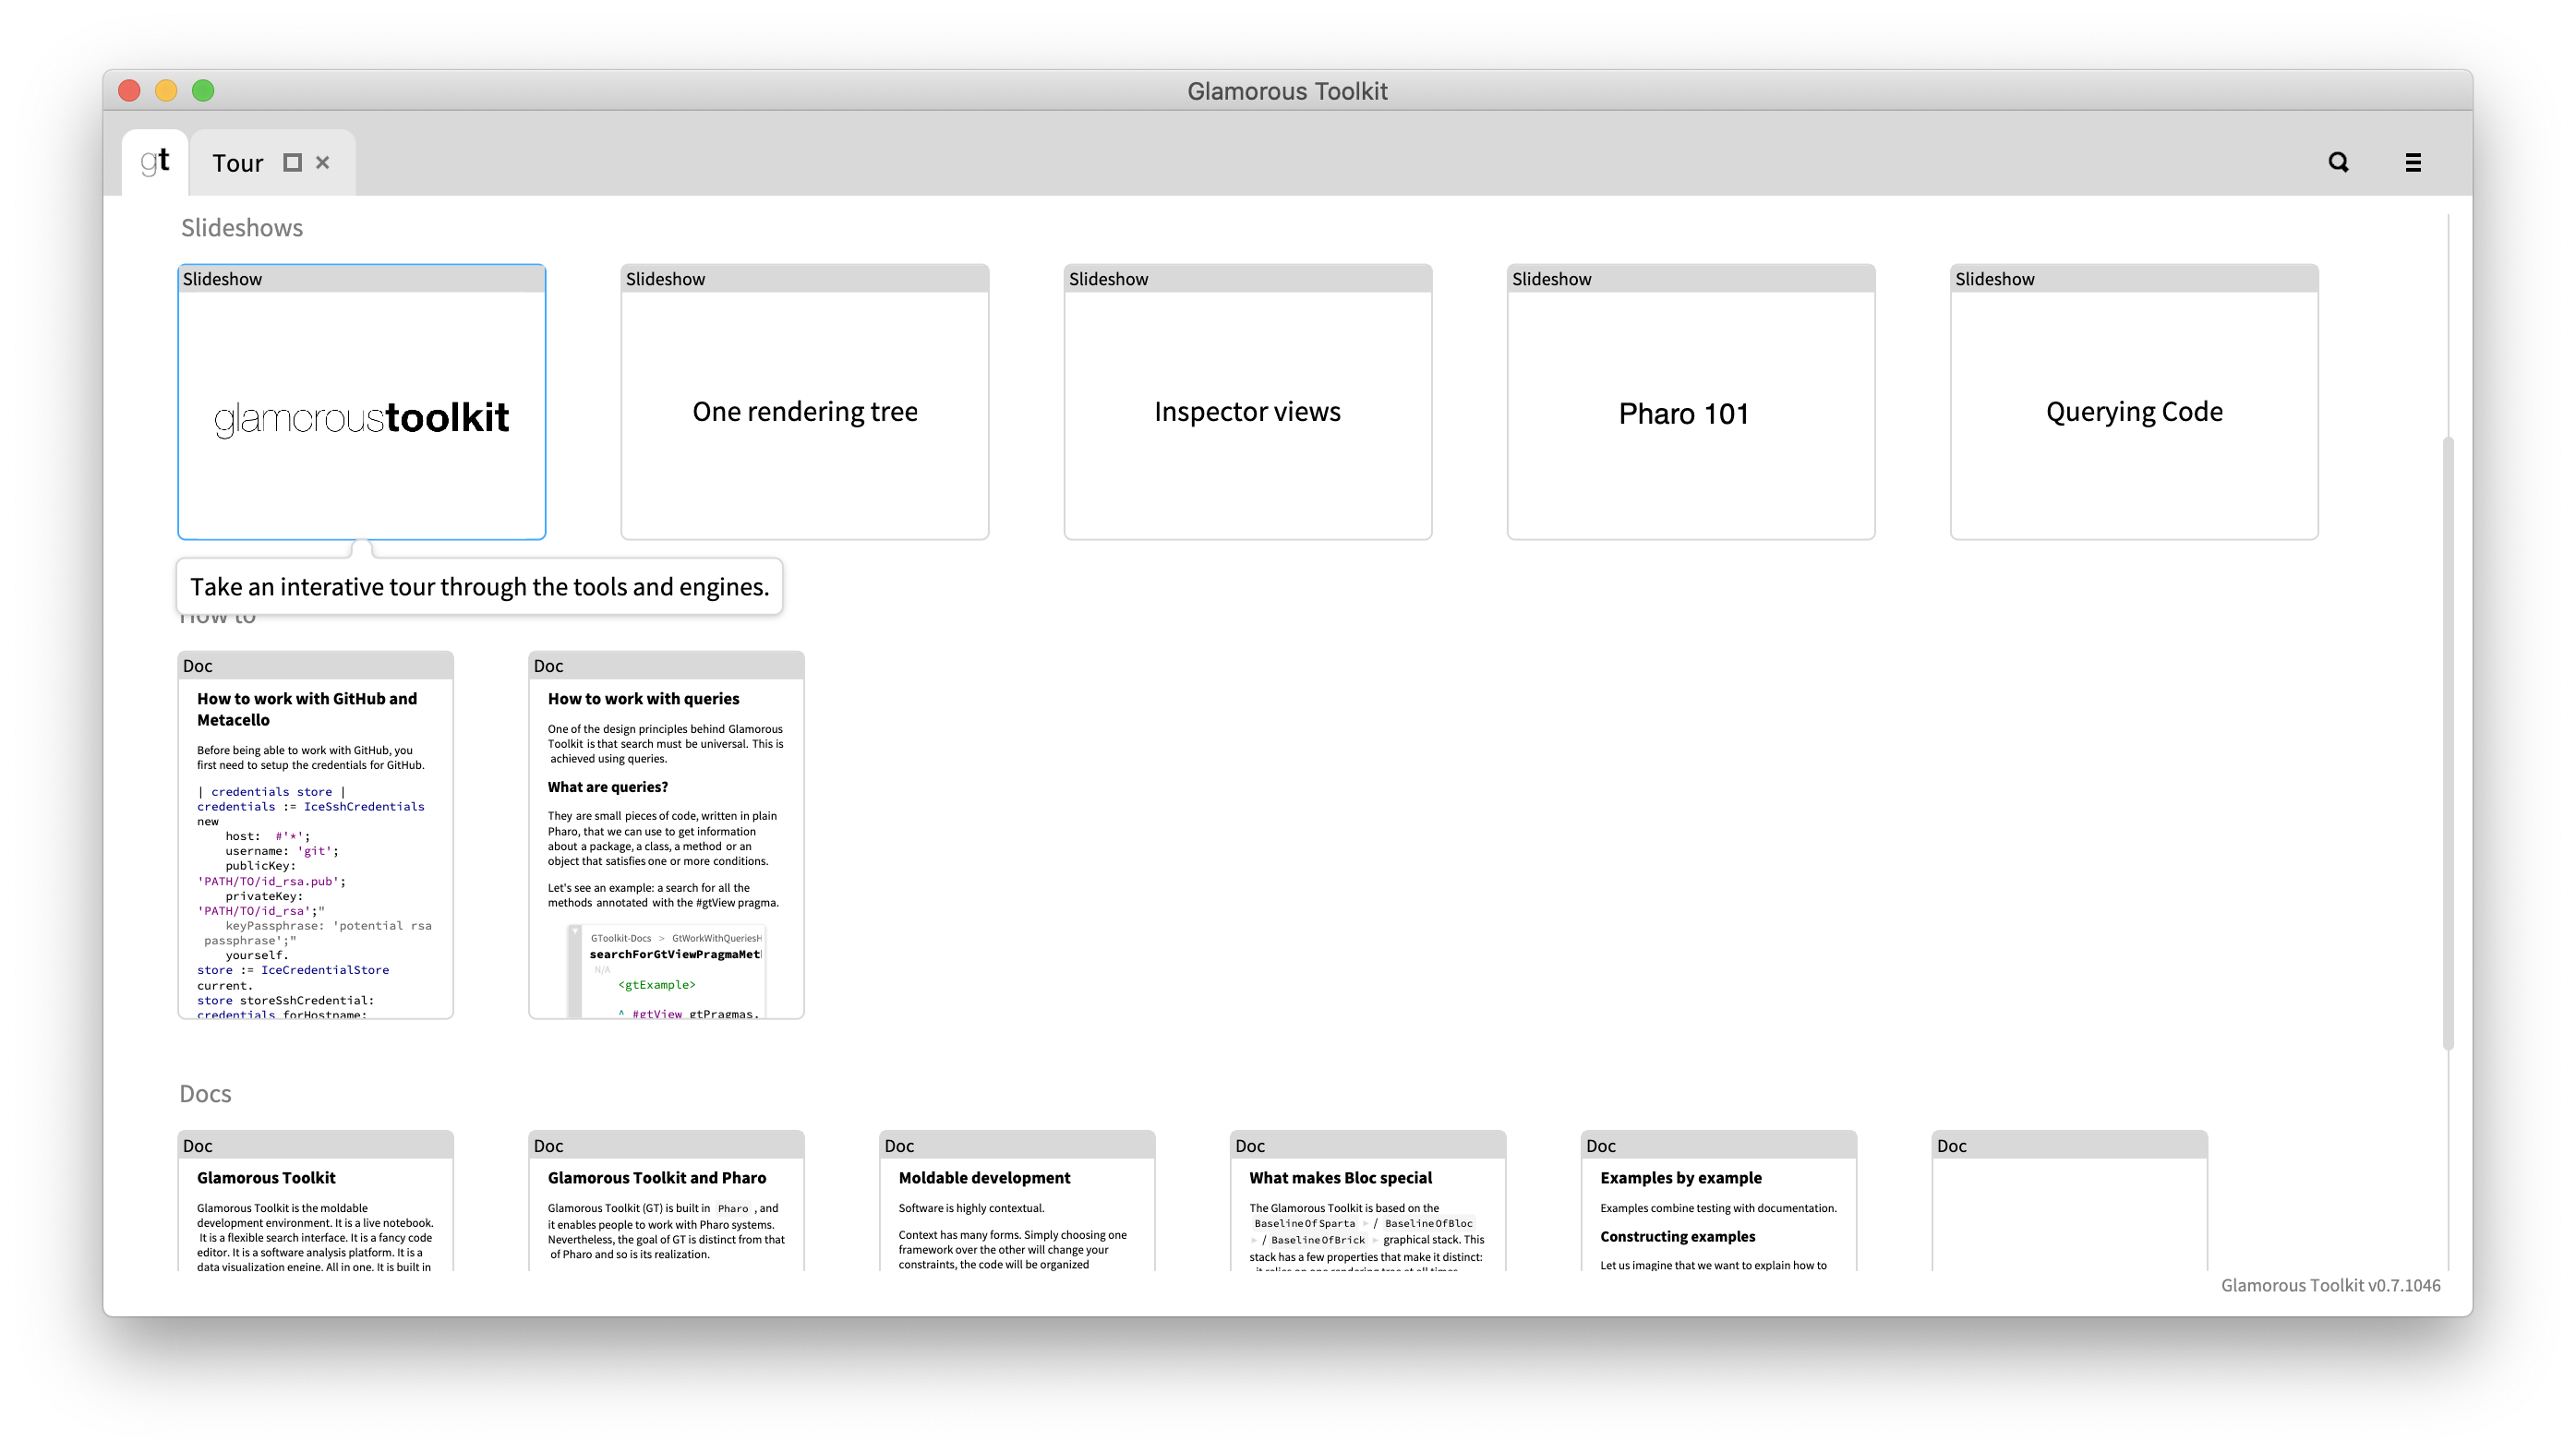 Glamorous Toolkit
gt
Tour
Slideshows
Slideshow
glamoroustoolkit
Slideshow
One rendering tree
Slideshow
Inspector views
Slideshow
Pharo 101
Slideshow
Querying Code
Take an interative tour through the tools and engines.
How to
Doc
How to work with GitHub and
Metacello
Before being able to work with GitHub, you
first need to setup the credentials for GitHub.
| credentials store |
credentials := IceSshCredentials
new
host: #'*';
username: 'git';
publicKey:
'PATH/TO/id_rsa.pub';
privateKey:
'PATH/TO/id_rsa';"
keyPassphrase: 'potential rsa
passphrase';"
yourself.
store := IceCredentialStore
current.
store storeSshCredential:
credentials forHostname:
Doc
How to work with queries
One of the design principles behind Glamorous
Toolkit is that search must be universal. This is
achieved using queries.
What are queries?
They are small pieces of code, written in plain
Pharo, that we can use to get information
about a package, a class, a method or an
object that satisfies one or more conditions.
Let's see an example: a search for all the
methods annotated with the #gtView pragma.
GToolkit-Docs > GtWorkWithQueriesH
searchForGtViewPragmaMet
N/A
<gtExample>
^ #gtView gtPragmas.
Docs
Doc
Glamorous Toolkit
Glamorous Toolkit is the moldable
development environment. It is a live notebook.
It is a flexible search interface. It is a fancy code
editor. It is a software analysis platform. It is a
data visualization engine. All in one. It is built in
Doc
Glamorous Toolkit and Pharo
Glamorous Toolkit (GT) is built in Pharo , and
it enables people to work with Pharo systems.
Nevertheless, the goal of GT is distinct from that
of Pharo and so is its realization.
Doc
Moldable development
Software is highly contextual.
Context has many forms. Simply choosing one
framework over the other will change your
constraints, the code will be organized
Doc
What makes Bloc special
The Glamorous Toolkit is based on the
BaselineOfSparta / BaselineOfBloc
/ BaselineOfBrick graphical stack. This
stack has a few properties that make it distinct:
it relies on one rendering tree at all times
Doc
Examples by example
Examples combine testing with documentation.
Constructing examples
Let us imagine that we want to explain how to
Doc
Glamorous Toolkit v0.7.1046